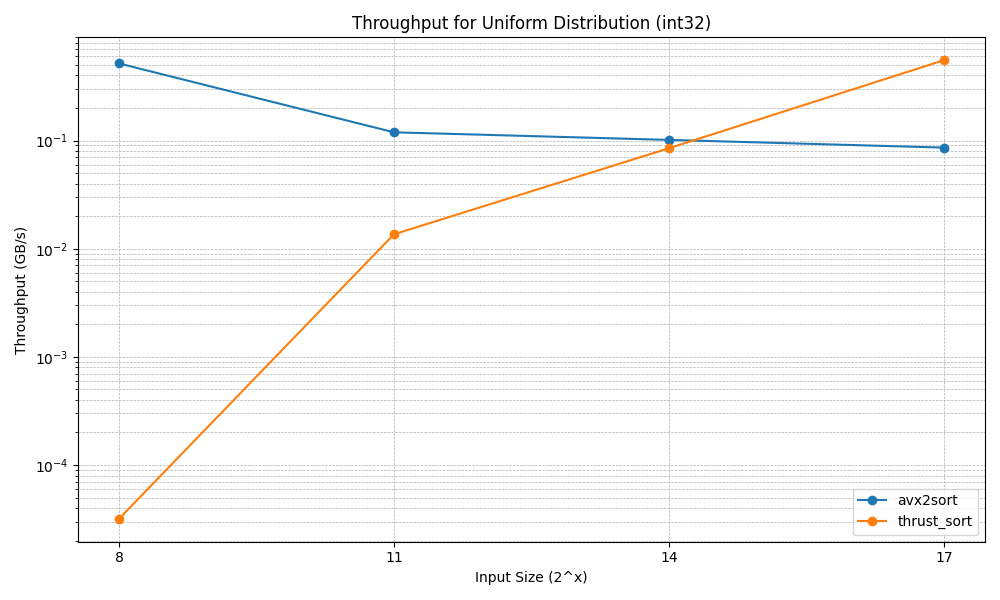 Throughput for Uniform Distribution (int32)
Throughput (GB/s)
10⁻¹
10⁻²
10⁻³
10⁻⁴
avx2sort
thrust_sort
8
11
14
17
Input Size (2^x)